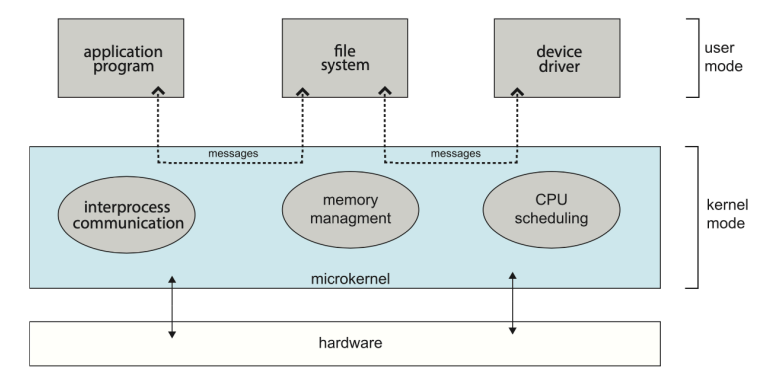 application
program
file
system
device
driver
user
mode
messages
messages
interprocess
communication
memory
managment
CPU
scheduling
kernel
mode
microkernel
hardware